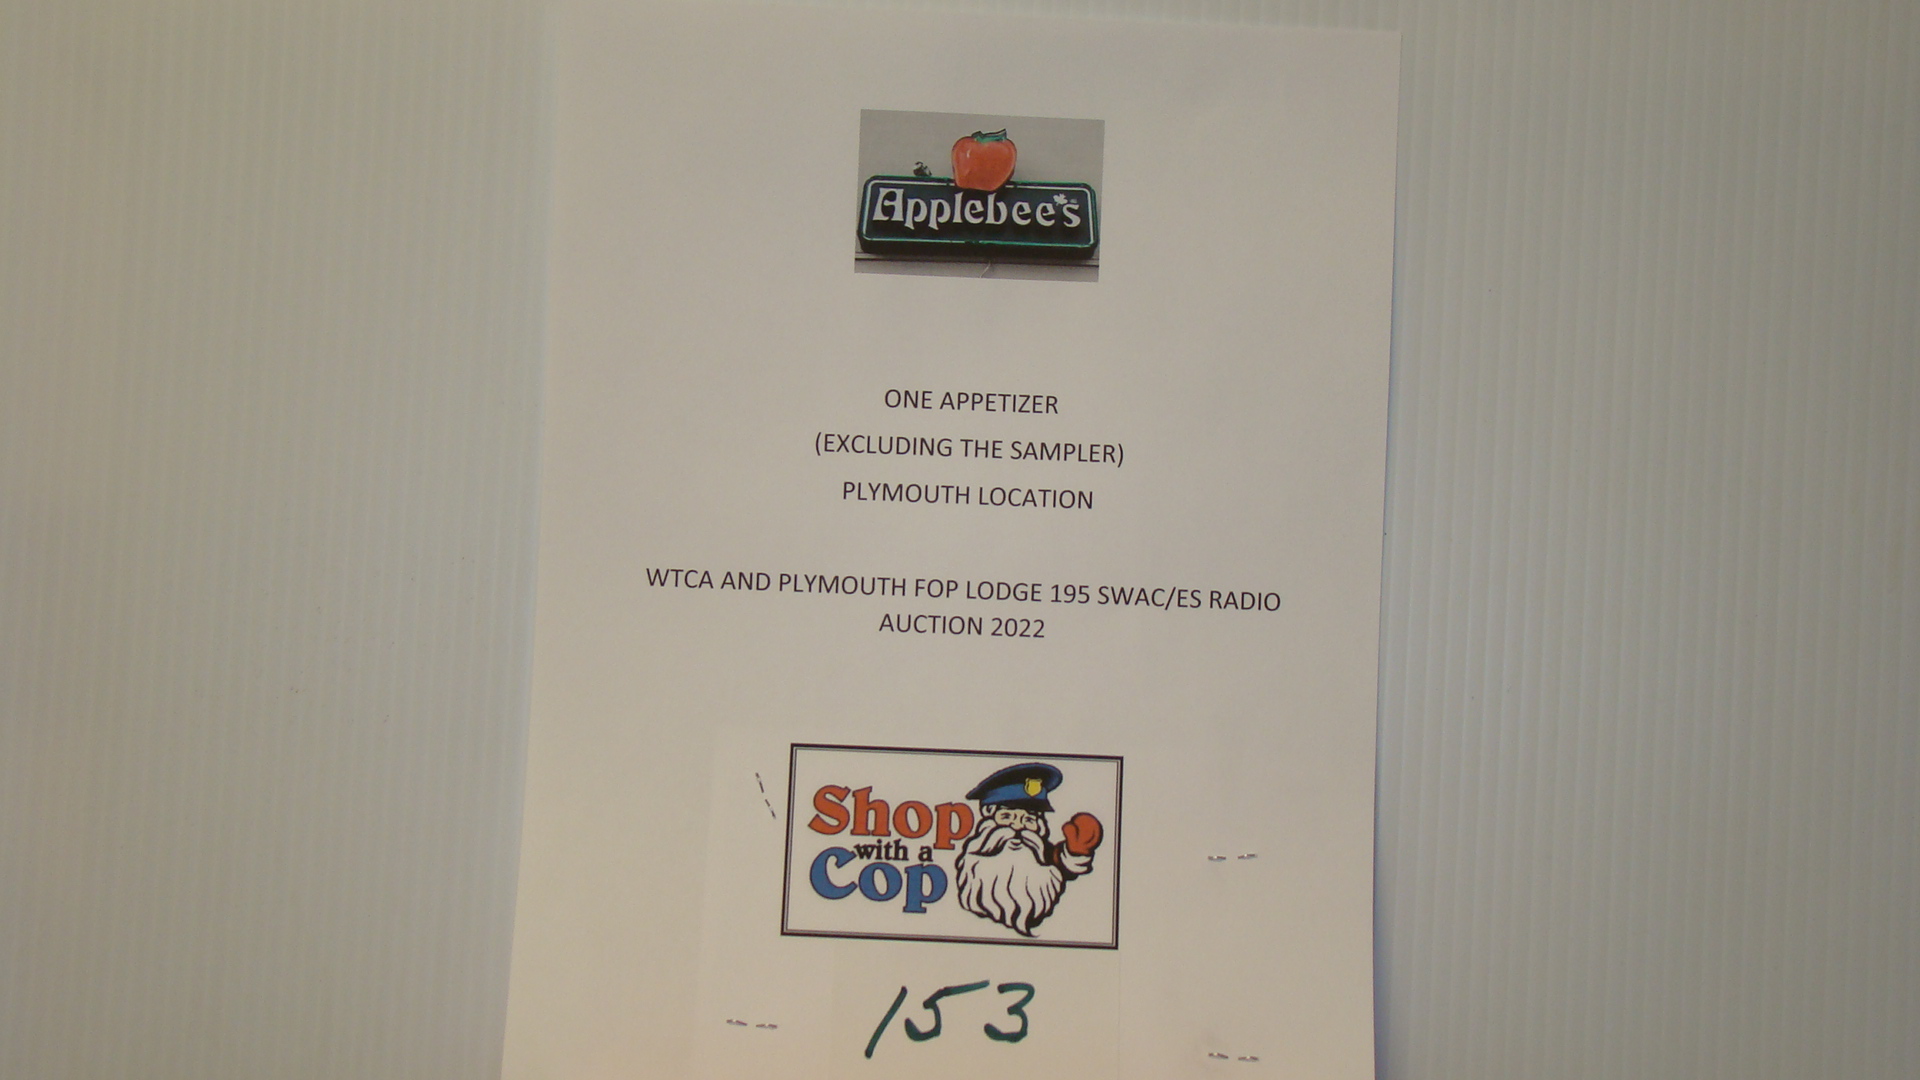 Applebee's
ONE APPETIZER
(EXCLUDING THE SAMPLER)
PLYMOUTH LOCATION
WTCA AND PLYMOUTH FOP LODGE 195 SWAC/ES RADIO
AUCTION 2022
Shop
with a
Cop
153